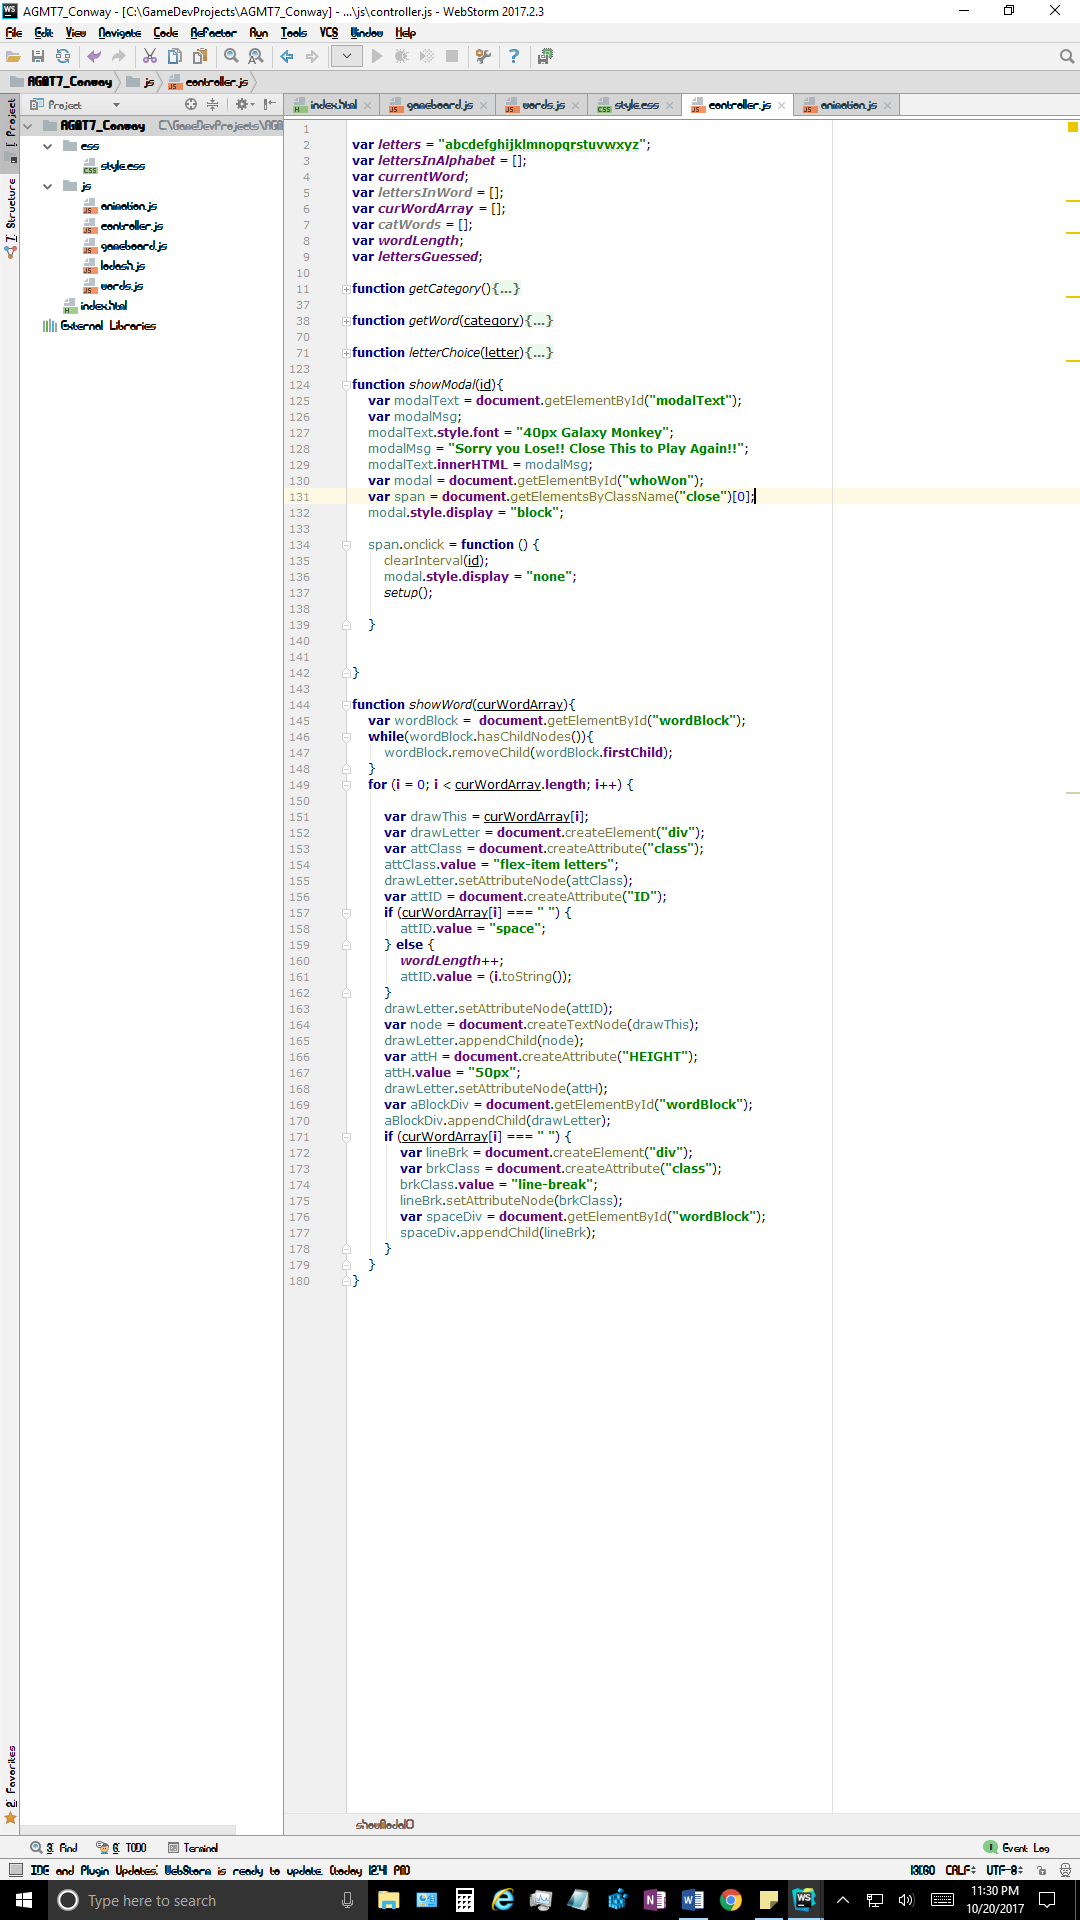 AGMT7_Conway - [C:\GameDevProjects\AGMT7_Conway] - ...\js\controller.js - WebStorm 2017.2.3
File Edit View Navigate Code Refactor Run Tools VCS Window Help
AGMT7_Conway js controller.js
Project
index.html gameboard.js words.js style.css controller.js animation.js
1: Project
7: Structure
AGMT7_Conway C:\GameDevProjects\AGM
css
style.css
js
animation.js
controller.js
gameboard.js
lodash.js
words.js
index.html
External Libraries
1
2 var letters = "abcdefghijklmnopqrstuvwxyz";
3 var lettersInAlphabet = [];
4 var currentWord;
5 var lettersInWord = [];
6 var curWordArray = [];
7 var catWords = [];
8 var wordLength;
9 var lettersGuessed;
10
11 function getCategory(){...}
37
38 function getWord(category){...}
70
71 function letterChoice(letter){...}
123
124 function showModal(id){
125 var modalText = document.getElementById("modalText");
126 var modalMsg;
127 modalText.style.font = "40px Galaxy Monkey";
128 modalMsg = "Sorry you Lose!! Close This to Play Again!!";
129 modalText.innerHTML = modalMsg;
130 var modal = document.getElementById("whoWon");
131 var span = document.getElementsByClassName("close")[0];
132 modal.style.display = "block";
133
134 span.onclick = function () {
135 clearInterval(id);
136 modal.style.display = "none";
137 setup();
138
139 }
140
141
142 }
143
144 function showWord(curWordArray){
145 var wordBlock = document.getElementById("wordBlock");
146 while(wordBlock.hasChildNodes()){
147 wordBlock.removeChild(wordBlock.firstChild);
148 }
149 for (i = 0; i < curWordArray.length; i++) {
150
151 var drawThis = curWordArray[i];
152 var drawLetter = document.createElement("div");
153 var attClass = document.createAttribute("class");
154 attClass.value = "flex-item letters";
155 drawLetter.setAttributeNode(attClass);
156 var attID = document.createAttribute("ID");
157 if (curWordArray[i] === " ") {
158 attID.value = "space";
159 } else {
160 wordLength++;
161 attID.value = (i.toString());
162 }
163 drawLetter.setAttributeNode(attID);
164 var node = document.createTextNode(drawThis);
165 drawLetter.appendChild(node);
166 var attH = document.createAttribute("HEIGHT");
167 attH.value = "50px";
168 drawLetter.setAttributeNode(attH);
169 var aBlockDiv = document.getElementById("wordBlock");
170 aBlockDiv.appendChild(drawLetter);
171 if (curWordArray[i] === " ") {
172 var lineBrk = document.createElement("div");
173 var brkClass = document.createAttribute("class");
174 brkClass.value = "line-break";
175 lineBrk.setAttributeNode(brkClass);
176 var spaceDiv = document.getElementById("wordBlock");
177 spaceDiv.appendChild(lineBrk);
178 }
179 }
180 }
2: Favorites
showModal()
3: Find 6: TODO Terminal Event Log
IDE and Plugin Updates: WebStorm is ready to update. (today 12:41 PM) 131:60 CRLF÷ UTF-8÷
Type here to search
11:30 PM
10/20/2017